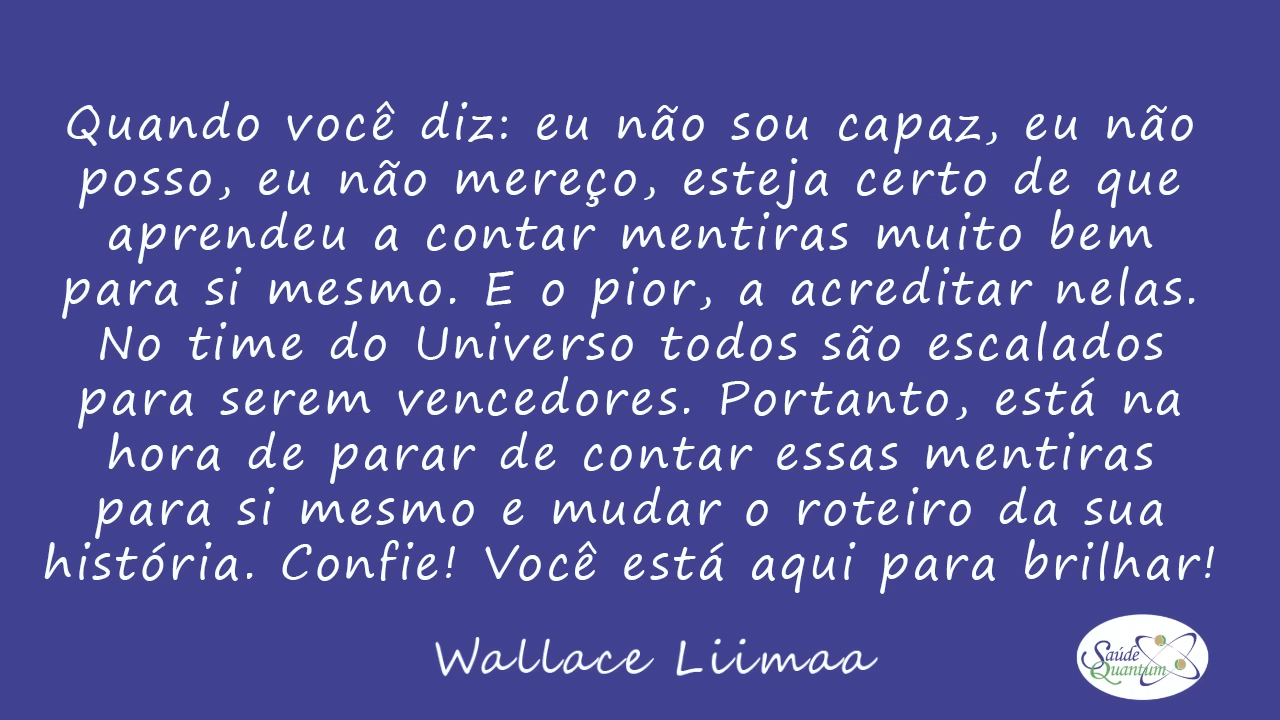 Quando você diz: eu não sou capaz, eu não
posso, eu não mereço, esteja certo de que
aprendeu a contar mentiras muito bem
para si mesmo. E o pior, a acreditar nelas.
No time do Universo todos são escalados
para serem vencedores. Portanto, está na
hora de parar de contar essas mentiras
para si mesmo e mudar o roteiro da sua
história. Confie! Você está aqui para brilhar!
Wallace Liimaa
Saúde
Quantum